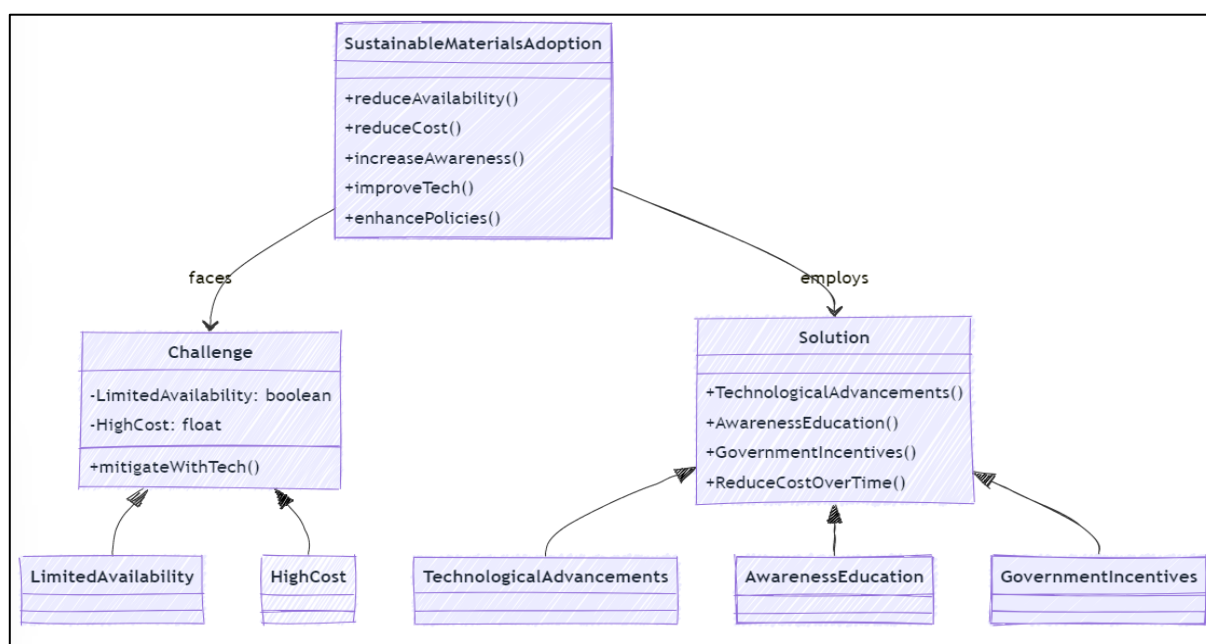 SustainableMaterialsAdoption
+reduceAvailability()
+reduceCost()
+increaseAwareness()
+improveTech()
+enhancePolicies()
faces
employs
Challenge
-LimitedAvailability: boolean
-HighCost: float
+mitigateWithTech()
Solution
+TechnologicalAdvancements()
+AwarenessEducation()
+GovernmentIncentives()
+ReduceCostOverTime()
LimitedAvailability
HighCost
TechnologicalAdvancements
AwarenessEducation
GovernmentIncentives